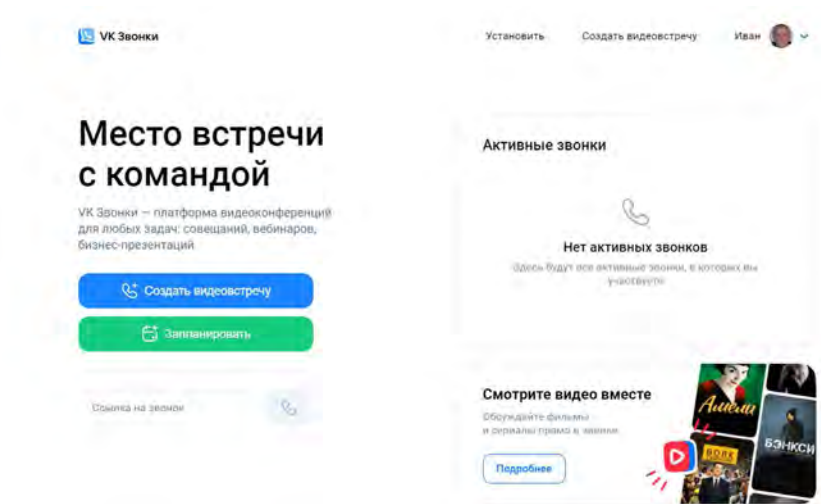 VK Звонки
Установить
Создать видеовстречу
Иван
Место встречи
с командой
VK Звонки — платформа видеоконференций
для любых задач: совещаний, вебинаров,
бизнес-презентаций
Создать видеовстречу
Запланировать
Ссылка на звонок
Активные звонки
Нет активных звонков
Здесь будут все активные звонки, в которых вы
участвуете
Смотрите видео вместе
Обсуждайте фильмы
и сериалы прямо в звонке
Подробнее
Амели
БЭНКСИ